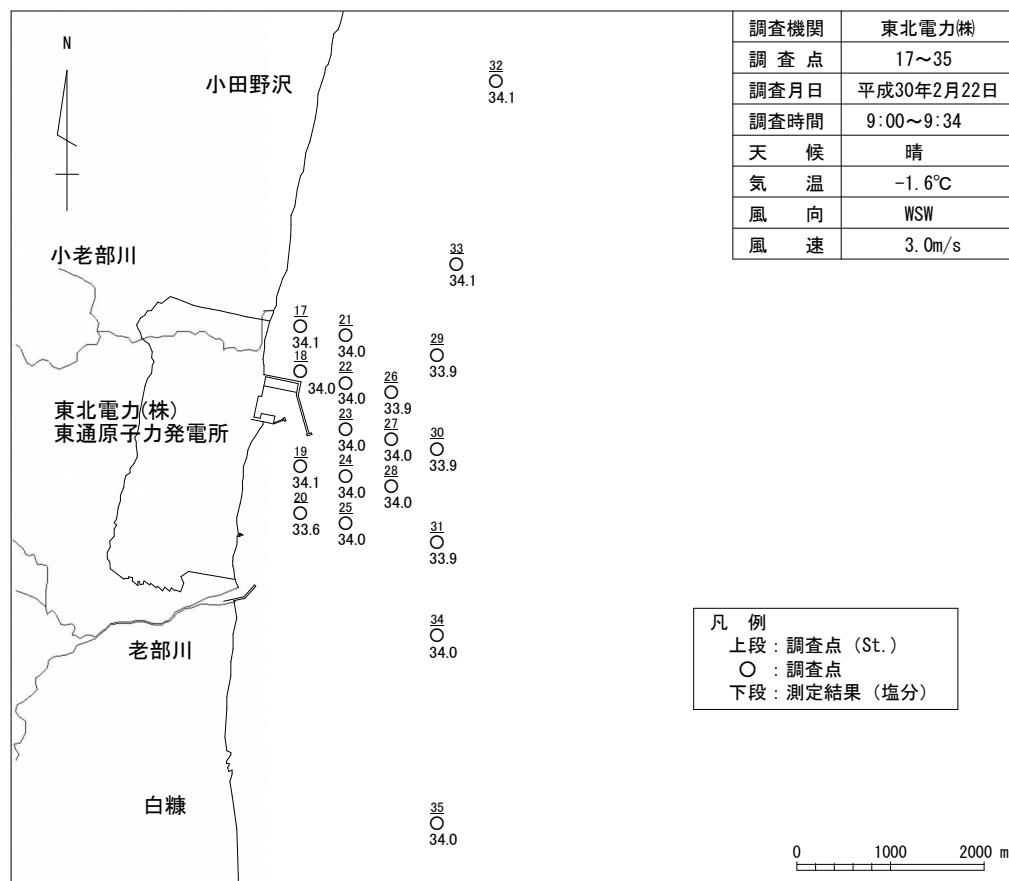 N
小田野沢
小老部川
東北電力(株)
東通原子力発電所
老部川
白糠
調査機関 東北電力㈱
調査点 17～35
調査月日 平成30年2月22日
調査時間 9:00～9:34
天候 晴
気温 -1.6℃
風向 WSW
風速 3.0m/s
32
34.1
33
34.1
17
34.1
21
34.0
29
33.9
18
34.0
22
34.0
26
33.9
23
34.0
27
34.0
30
33.9
19
34.1
24
34.0
28
34.0
20
33.6
25
34.0
31
33.9
34
34.0
35
34.0
凡例
上段：調査点（St.）
○：調査点
下段：測定結果（塩分）
0 1000 2000 m